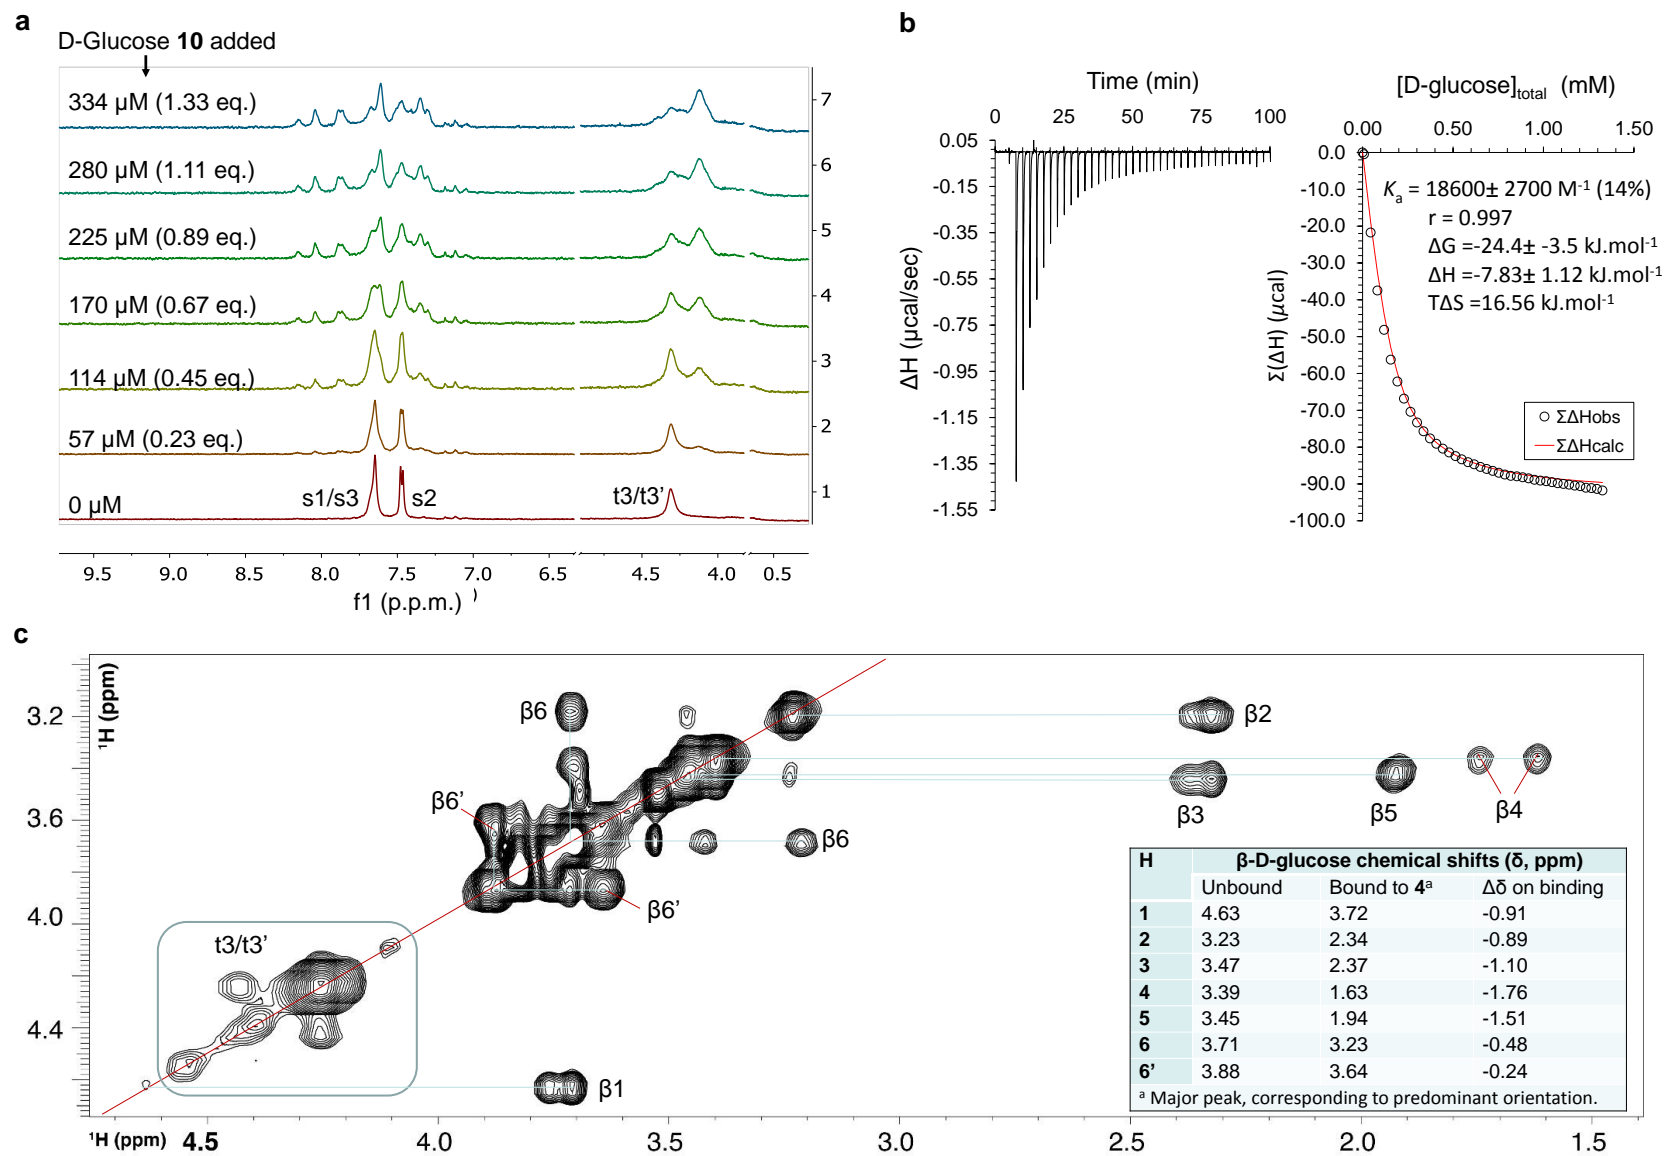 a
D-Glucose 10 added
334 µM (1.33 eq.)
280 µM (1.11 eq.)
225 µM (0.89 eq.)
170 µM (0.67 eq.)
114 µM (0.45 eq.)
57 µM (0.23 eq.)
0 µM
s1/s3
s2
t3/t3’
7
6
5
4
3
2
1
9.5 9.0 8.5 8.0 7.5 7.0 6.5 4.5 4.0 0.5
f1 (p.p.m.) )
b
Time (min)
0 25 50 75 100
0.05
-0.15
-0.35
-0.55
-0.75
-0.95
-1.15
-1.35
-1.55
ΔH (µcal/sec)
[D-glucose]total (mM)
0.00 0.50 1.00 1.50
0.0
-10.0
-20.0
-30.0
-40.0
-50.0
-60.0
-70.0
-80.0
-90.0
-100.0
Σ(ΔH) (µcal)
Ka = 18600± 2700 M-1 (14%)
r = 0.997
ΔG =-24.4± -3.5 kJ.mol-1
ΔH =-7.83± 1.12 kJ.mol-1
TΔS =16.56 kJ.mol-1
ΣΔHobs
ΣΔHcalc
c
¹H (ppm)
3.2
3.6
4.0
4.4
β6
β2
β6’
β3
β5
β4
β6
β6’
t3/t3’
β1
H β-D-glucose chemical shifts (δ, ppm)
Unbound Bound to 4a Δδ on binding
1 4.63 3.72 -0.91
2 3.23 2.34 -0.89
3 3.47 2.37 -1.10
4 3.39 1.63 -1.76
5 3.45 1.94 -1.51
6 3.71 3.23 -0.48
6’ 3.88 3.64 -0.24
a Major peak, corresponding to predominant orientation.
¹H (ppm) 4.5 4.0 3.5 3.0 2.5 2.0 1.5